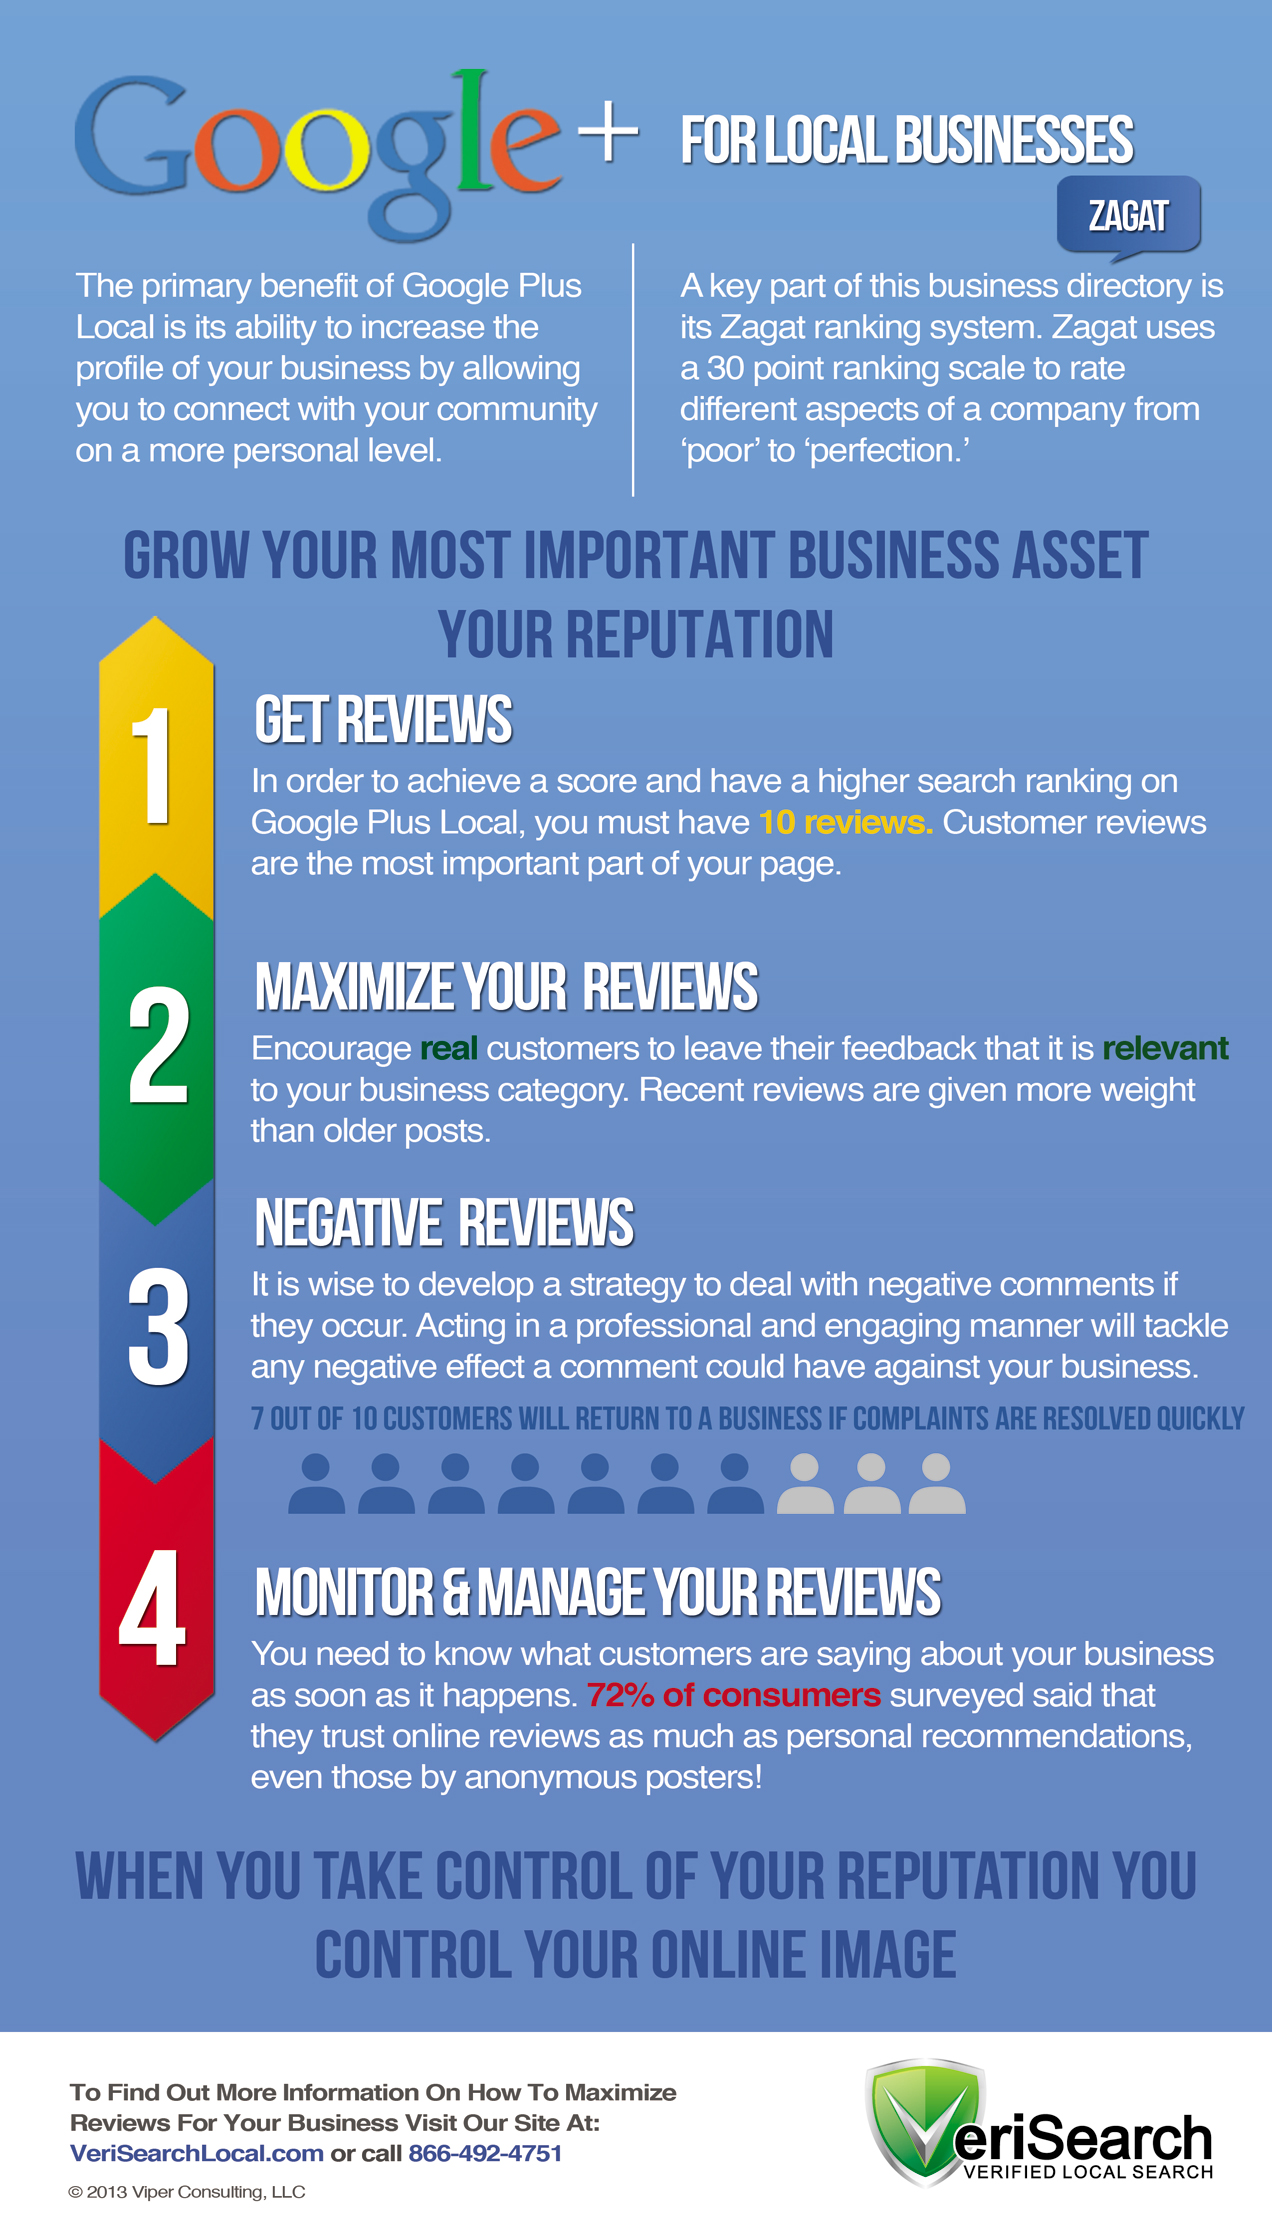 Google+ FOR LOCAL BUSINESSES
ZAGAT
The primary benefit of Google Plus
Local is its ability to increase the
profile of your business by allowing
you to connect with your community
on a more personal level.
A key part of this business directory is
its Zagat ranking system. Zagat uses
a 30 point ranking scale to rate
different aspects of a company from
‘poor’ to ‘perfection.’
GROW YOUR MOST IMPORTANT BUSINESS ASSET
YOUR REPUTATION
1
GET REVIEWS
In order to achieve a score and have a higher search ranking on
Google Plus Local, you must have 10 reviews. Customer reviews
are the most important part of your page.
2
MAXIMIZE YOUR REVIEWS
Encourage real customers to leave their feedback that it is relevant
to your business category. Recent reviews are given more weight
than older posts.
3
NEGATIVE REVIEWS
It is wise to develop a strategy to deal with negative comments if
they occur. Acting in a professional and engaging manner will tackle
any negative effect a comment could have against your business.
7 OUT OF 10 CUSTOMERS WILL RETURN TO A BUSINESS IF COMPLAINTS ARE RESOLVED QUICKLY
4
MONITOR & MANAGE YOUR REVIEWS
You need to know what customers are saying about your business
as soon as it happens. 72% of consumers surveyed said that
they trust online reviews as much as personal recommendations,
even those by anonymous posters!
WHEN YOU TAKE CONTROL OF YOUR REPUTATION YOU
CONTROL YOUR ONLINE IMAGE
To Find Out More Information On How To Maximize
Reviews For Your Business Visit Our Site At:
VeriSearchLocal.com or call 866-492-4751
© 2013 Viper Consulting, LLC
VeriSearch
VERIFIED LOCAL SEARCH